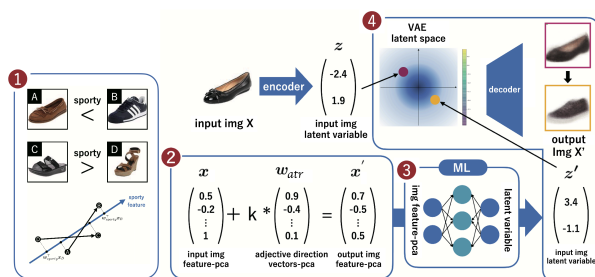 1
A
sporty
B
<
C
sporty
D
>
sporty
feature
input img X
encoder
z
-2.4
1.9
input img
latent variable
4
VAE
latent space
decoder
output
Img X'
2
x
w_atr
x'
0.5
-0.2
⋮
1
+ k *
0.9
-0.4
⋮
0.1
=
0.7
-0.5
⋮
0.5
input img
feature-pca
adjective direction
vectors-pca
output img
feature-pca
3
ML
img feature-pca
latent variable
z'
3.4
-1.1
input img
latent variable